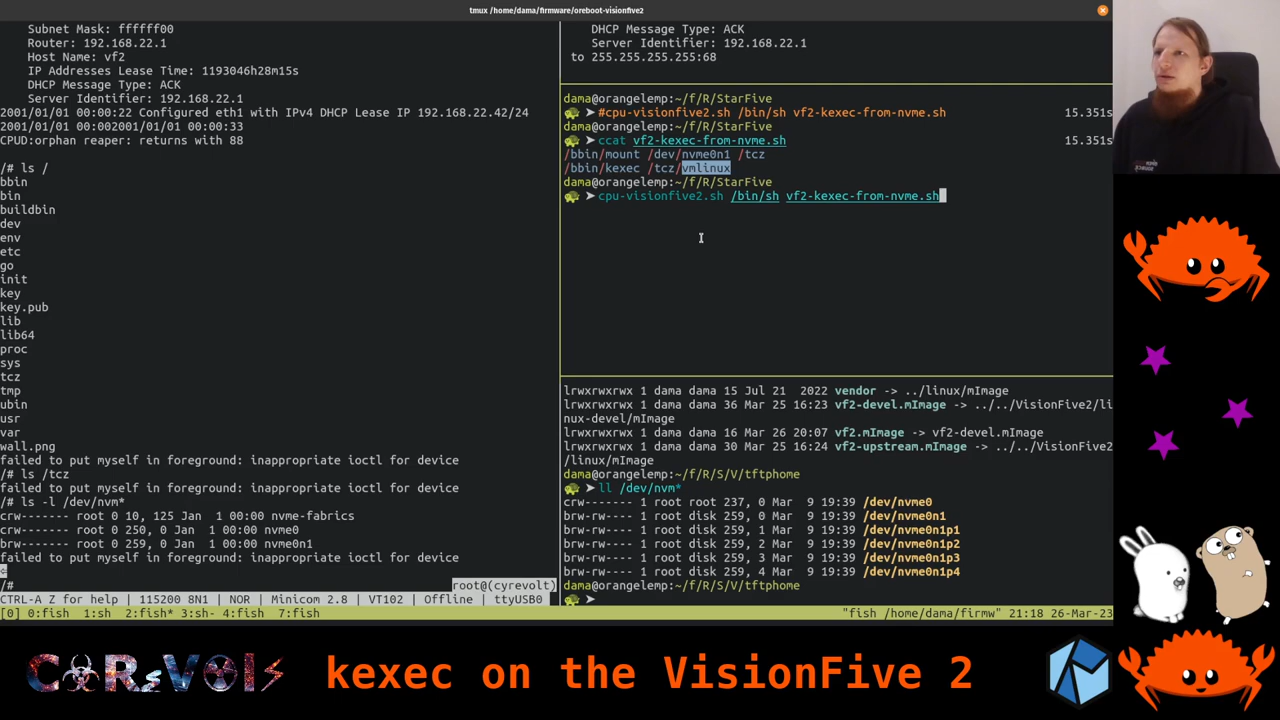 tmux /home/dama/firmware/oreboot-visionfive2
Subnet Mask: ffffff00
Router: 192.168.22.1
Host Name: vf2
IP Addresses Lease Time: 1193046h28m15s
DHCP Message Type: ACK
Server Identifier: 192.168.22.1
2001/01/01 00:00:22 Configured eth1 with IPv4 DHCP Lease IP 192.168.22.42/24
2001/01/01 00:002001/01/01 00:00:33
CPUD:orphan reaper: returns with 88
/# ls /
bbin
bin
buildbin
dev
env
etc
go
init
key
key.pub
lib
lib64
proc
sys
tcz
tmp
ubin
usr
var
wall.png
failed to put myself in foreground: inappropriate ioctl for device
/# ls /tcz
failed to put myself in foreground: inappropriate ioctl for device
/# ls -l /dev/nvm*
crw------- root 0 10, 125 Jan  1 00:00 nvme-fabrics
crw------- root 0 240, 0 Jan  1 00:00 nvme0
brw------- root 0 259, 0 Jan  1 00:00 nvme0n1
failed to put myself in foreground: inappropriate ioctl for device
/#
root@(cyrevolt)
CTRL-A Z for help | 115200 8N1 | NOR | Minicom 2.8 | VT102 | Offline | ttyUSB0
DHCP Message Type: ACK
Server Identifier: 192.168.22.1
to 255.255.255.255:68
dama@orangelemp:~/f/R/StarFive
➤#cpu-visionfive2.sh /bin/sh vf2-kexec-from-nvme.sh 15.351s
dama@orangelemp:~/f/R/StarFive
➤ccat vf2-kexec-from-nvme.sh 15.351s
/bbin/mount /dev/nvme0n1 /tcz
/bbin/kexec /tcz/vmlinux
dama@orangelemp:~/f/R/StarFive
➤cpu-visionfive2.sh /bin/sh vf2-kexec-from-nvme.sh
lrwxrwxrwx 1 dama dama 15 Jul 21  2022 vendor -> ../linux/mImage
lrwxrwxrwx 1 dama dama 36 Mar 25 16:23 vf2-devel.mImage -> ../../VisionFive2/li
nux-devel/mImage
lrwxrwxrwx 1 dama dama 16 Mar 26 20:07 vf2.mImage -> vf2-devel.mImage
lrwxrwxrwx 1 dama dama 30 Mar 25 16:24 vf2-upstream.mImage -> ../../VisionFive2
/linux/mImage
dama@orangelemp:~/f/R/S/V/tftphome
➤ll /dev/nvm*
crw------- 1 root root 237, 0 Mar  9 19:39 /dev/nvme0
brw-rw---- 1 root disk 259, 0 Mar  9 19:39 /dev/nvme0n1
brw-rw---- 1 root disk 259, 1 Mar  9 19:39 /dev/nvme0n1p1
brw-rw---- 1 root disk 259, 2 Mar  9 19:39 /dev/nvme0n1p2
brw-rw---- 1 root disk 259, 3 Mar  9 19:39 /dev/nvme0n1p3
brw-rw---- 1 root disk 259, 4 Mar  9 19:39 /dev/nvme0n1p4
dama@orangelemp:~/f/R/S/V/tftphome
➤
[0] 0:fish  1:sh  2:fish* 3:sh- 4:fish  7:fish "fish /home/dama/firmw" 21:18 26-Mar-23
kexec on the VisionFive 2